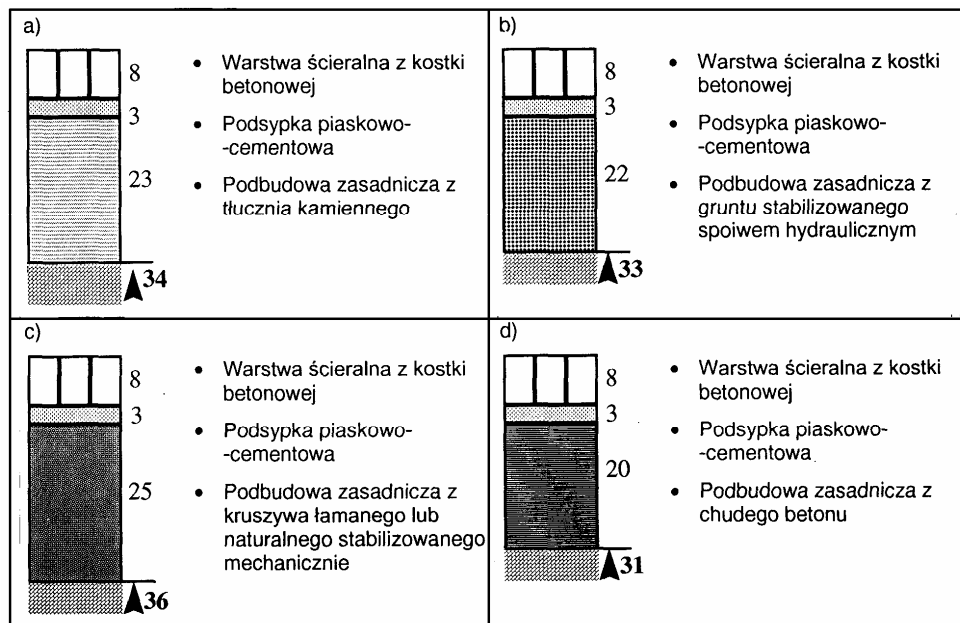 a)
8
3
23
34
• Warstwa ścieralna z kostki
betonowej
• Podsypka piaskowo-
-cementowa
• Podbudowa zasadnicza z
tłucznia kamiennego
b)
8
3
22
33
• Warstwa ścieralna z kostki
betonowej
• Podsypka piaskowo-
-cementowa
• Podbudowa zasadnicza z
gruntu stabilizowanego
spoiwem hydraulicznym
c)
8
3
25
36
• Warstwa ścieralna z kostki
betonowej
• Podsypka piaskowo-
-cementowa
• Podbudowa zasadnicza z
kruszywa łamanego lub
naturalnego stabilizowanego
mechanicznie
d)
8
3
20
31
• Warstwa ścieralna z kostki
betonowej
• Podsypka piaskowo-
-cementowa
• Podbudowa zasadnicza z
chudego betonu